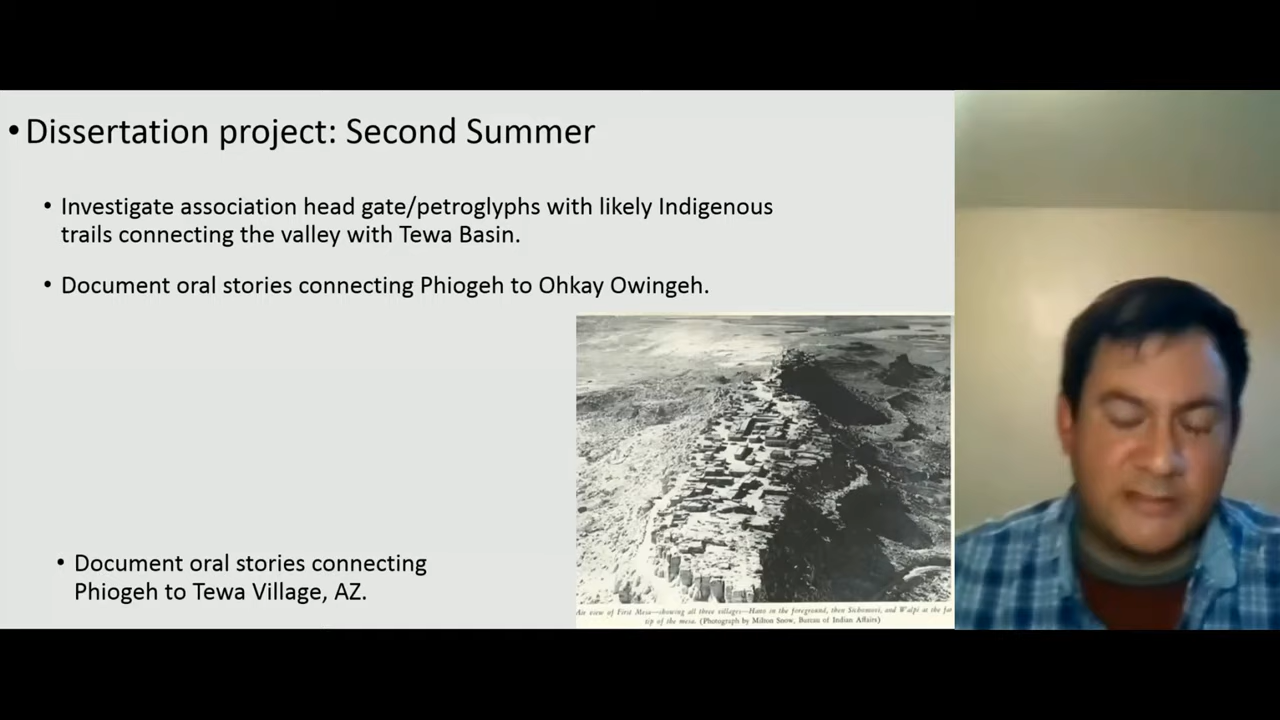 • Dissertation project: Second Summer
• Investigate association head gate/petroglyphs with likely Indigenous
trails connecting the valley with Tewa Basin.
• Document oral stories connecting Phiogeh to Ohkay Owingeh.
• Document oral stories connecting
Phiogeh to Tewa Village, AZ.
Air view of First Mesa—showing all three villages—Hano in the foreground, then Sichomovi, and Walpi at the far
tip of the mesa. (Photograph by Milton Snow, Bureau of Indian Affairs)